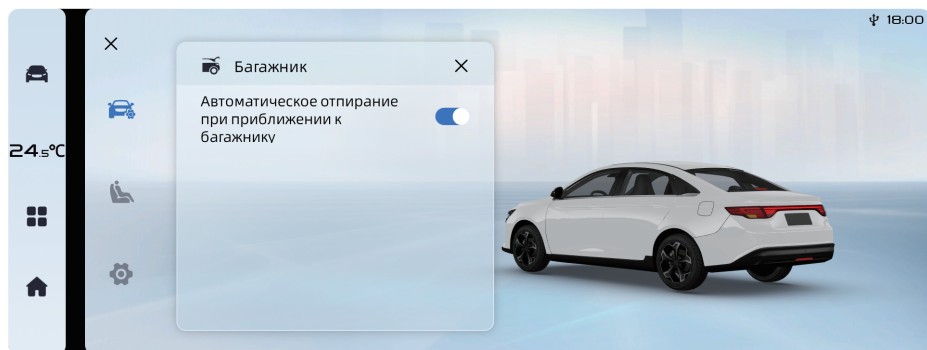 18:00
Багажник
Автоматическое отпирание
при приближении к
багажнику
24.5°C